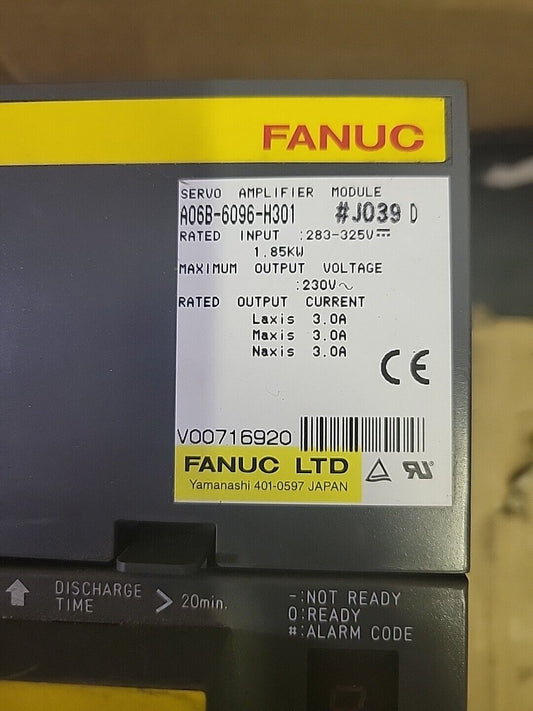 FANUC
SERVO AMPLIFIER MODULE
A06B-6096-H301 #J039 D
RATED INPUT :283-325V⎓
1.85KW
MAXIMUM OUTPUT VOLTAGE
:230V~
RATED OUTPUT CURRENT
Laxis 3.0A
Maxis 3.0A
Naxis 3.0A
CE
V00716920
FANUC LTD
Yamanashi 401-0597 JAPAN
DISCHARGE TIME > 20min.
-:NOT READY
0:READY
#:ALARM CODE